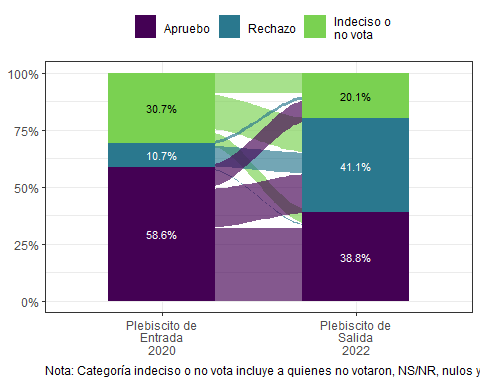 Apruebo
Rechazo
Indeciso o
no vota
100%
75%
50%
25%
0%
30.7%
10.7%
58.6%
20.1%
41.1%
38.8%
Plebiscito de
Entrada
2020
Plebiscito de
Salida
2022
Nota: Categoría indeciso o no vota incluye a quienes no votaron, NS/NR, nulos y